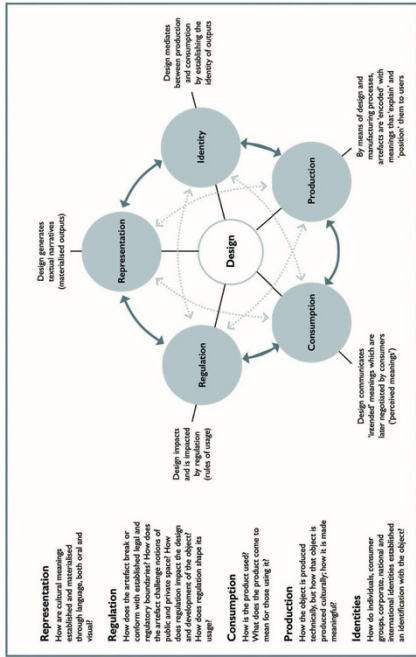 Representation
How are cultural meanings
established and materialised
through language, both oral and
visual?
Regulation
How does the artefact break or
conform with established legal and
regulatory boundaries? How does
the artefact challenge notions of
public and private space? How
does regulation impact the design
and development of the object?
How does regulation shape its
usage?
Consumption
How is the product used?
What does the product come to
mean for those using it?
Production
How the object is produced
technically, but how that object is
produced culturally; how it is made
meaningful?
Identities
How do individuals, consumer
groups, corporate, national and
international identities established
an identification with the object?
Design generates
textual narratives
(materialised outputs)
Design mediates
between production
and consumption
by establishing the
identity of outputs
Design impacts
and is impacted
by regulation
(rules of usage)
Representation
Identity
Regulation
Design
Consumption
Production
Design communicates
'intended' meanings which are
later negotiated by consumers
('perceived meanings')
By means of design and
manufacturing processes,
artefacts are 'encoded' with
meanings that 'explain' and
'position' them to users